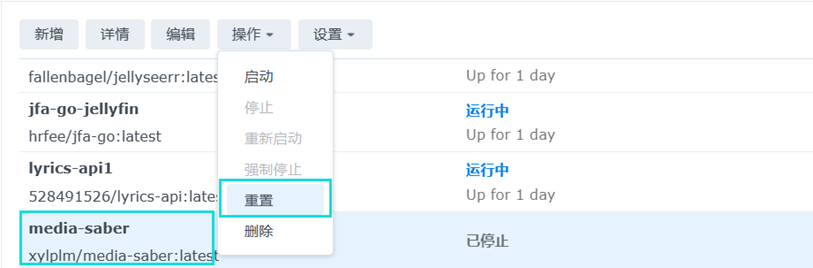 新增 详情 编辑 操作 设置
启动
fallenbagel/jellyseerr:latest Up for 1 day
停止
jfa-go-jellyfin 运行中
hrfee/jfa-go:latest Up for 1 day
重新启动
强制停止
lyrics-api1 运行中
528491526/lyrics-api:lates Up for 1 day
重置
media-saber
删除
已停止
xylplm/media-saber:latest